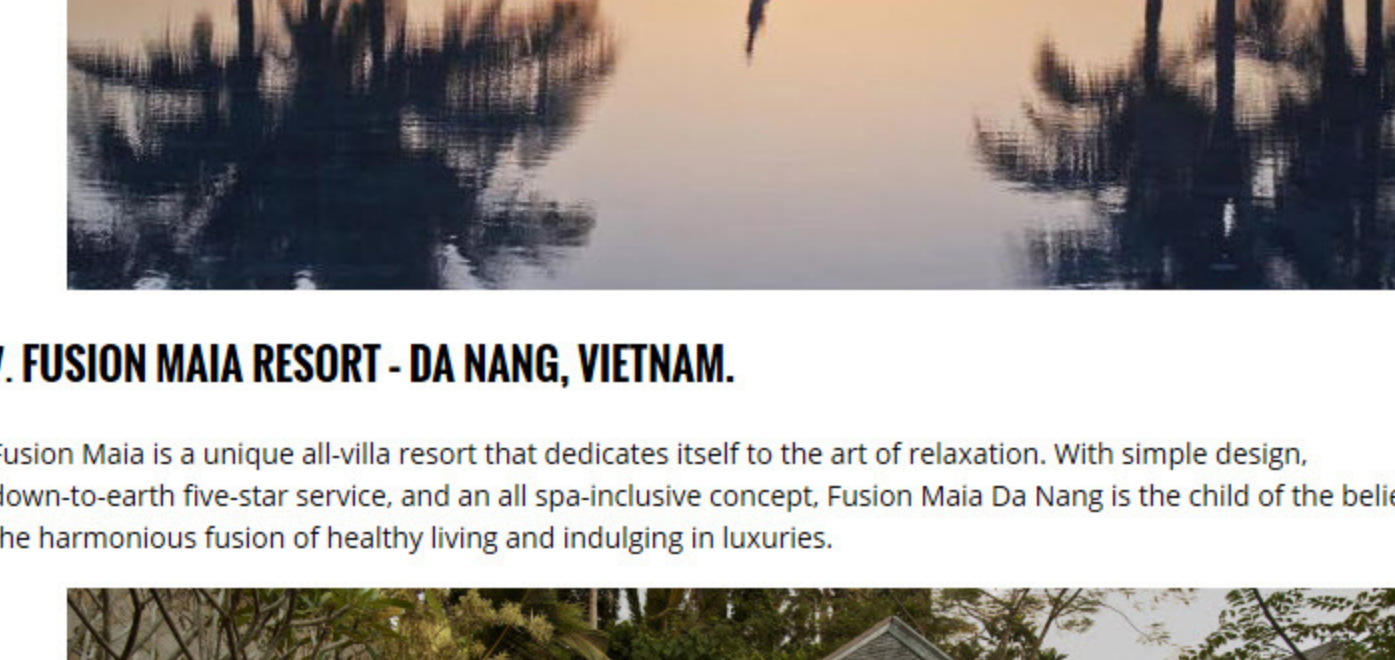 . FUSION MAIA RESORT - DA NANG, VIETNAM.
Fusion Maia is a unique all-villa resort that dedicates itself to the art of relaxation. With simple design,
down-to-earth five-star service, and an all spa-inclusive concept, Fusion Maia Da Nang is the child of the
the harmonious fusion of healthy living and indulging in luxuries.